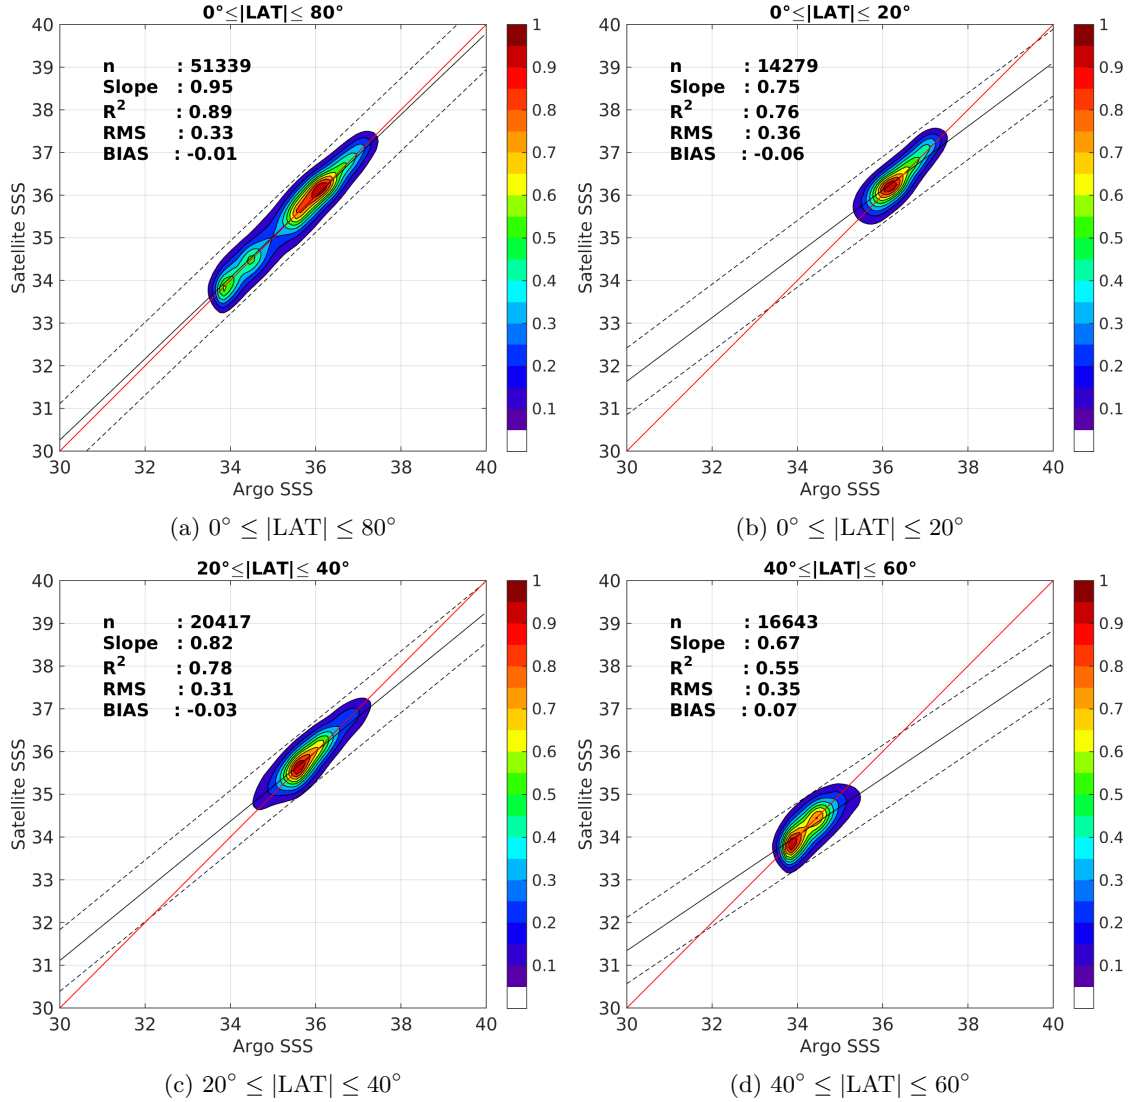 0°≤|LAT|≤ 80°
n : 51339
Slope : 0.95
R² : 0.89
RMS : 0.33
BIAS : -0.01
40
39
38
37
36
35
34
33
32
31
30
30 32 34 36 38 40
Satellite SSS
Argo SSS
1
0.9
0.8
0.7
0.6
0.5
0.4
0.3
0.2
0.1
(a) 0° ≤ |LAT| ≤ 80°
0°≤|LAT|≤ 20°
n : 14279
Slope : 0.75
R² : 0.76
RMS : 0.36
BIAS : -0.06
40
39
38
37
36
35
34
33
32
31
30
30 32 34 36 38 40
Satellite SSS
Argo SSS
1
0.9
0.8
0.7
0.6
0.5
0.4
0.3
0.2
0.1
(b) 0° ≤ |LAT| ≤ 20°
20°≤|LAT|≤ 40°
n : 20417
Slope : 0.82
R² : 0.78
RMS : 0.31
BIAS : -0.03
40
39
38
37
36
35
34
33
32
31
30
30 32 34 36 38 40
Satellite SSS
Argo SSS
1
0.9
0.8
0.7
0.6
0.5
0.4
0.3
0.2
0.1
(c) 20° ≤ |LAT| ≤ 40°
40°≤|LAT|≤ 60°
n : 16643
Slope : 0.67
R² : 0.55
RMS : 0.35
BIAS : 0.07
40
39
38
37
36
35
34
33
32
31
30
30 32 34 36 38 40
Satellite SSS
Argo SSS
1
0.9
0.8
0.7
0.6
0.5
0.4
0.3
0.2
0.1
(d) 40° ≤ |LAT| ≤ 60°